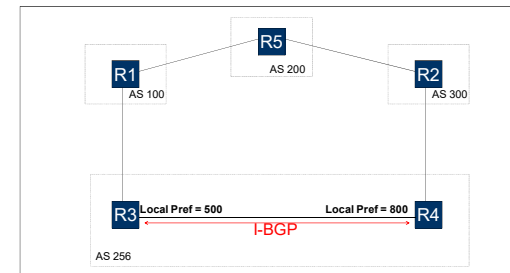 R5
AS 200
R1
AS 100
R2
AS 300
R3
Local Pref = 500
Local Pref = 800
R4
I-BGP
AS 256